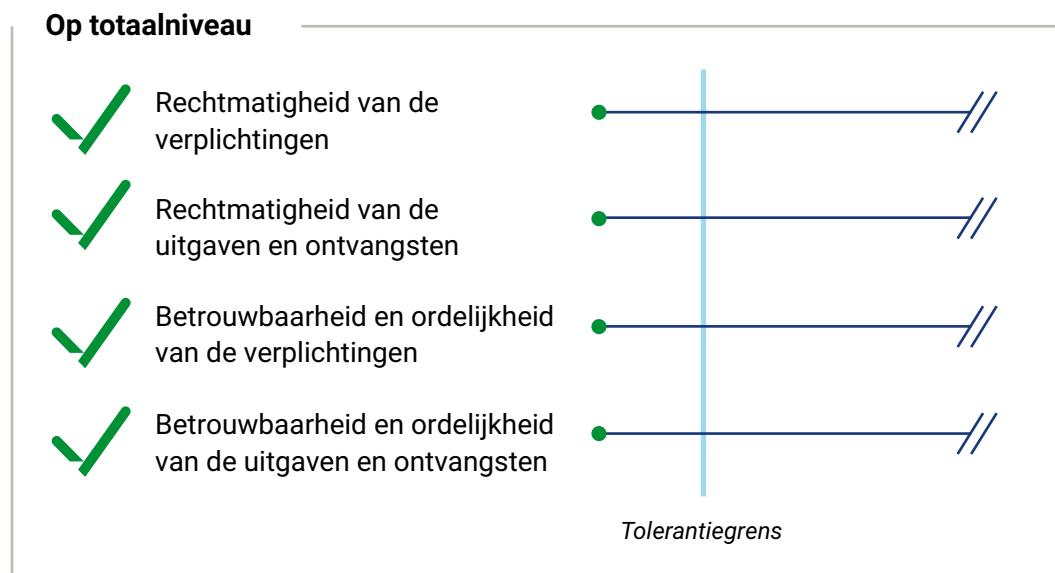 Op totaalniveau
Rechtmatigheid van de
verplichtingen
Rechtmatigheid van de
uitgaven en ontvangsten
Betrouwbaarheid en ordelijkheid
van de verplichtingen
Betrouwbaarheid en ordelijkheid
van de uitgaven en ontvangsten
Tolerantiegrens